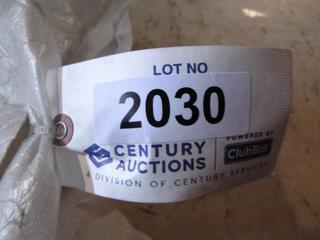 LOT NO
2030
CENTURY
AUCTIONS
POWERED BY
ClubBid
A DIVISION OF CENTURY SERVICES